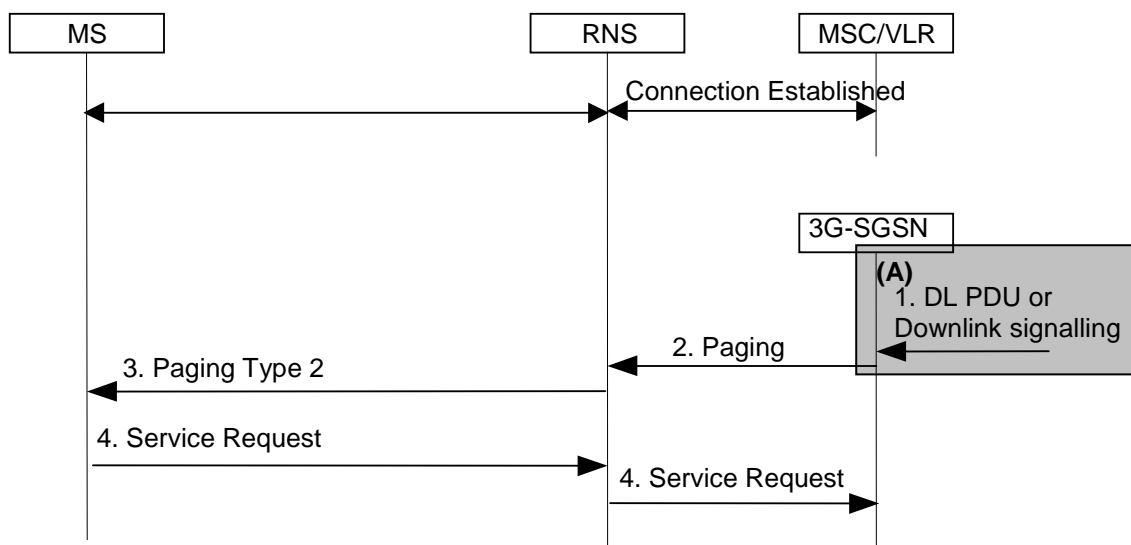 MS
RNS
MSC/VLR
Connection Established
3G-SGSN
(A)
1. DL PDU or
Downlink signalling
2. Paging
3. Paging Type 2
4. Service Request
4. Service Request